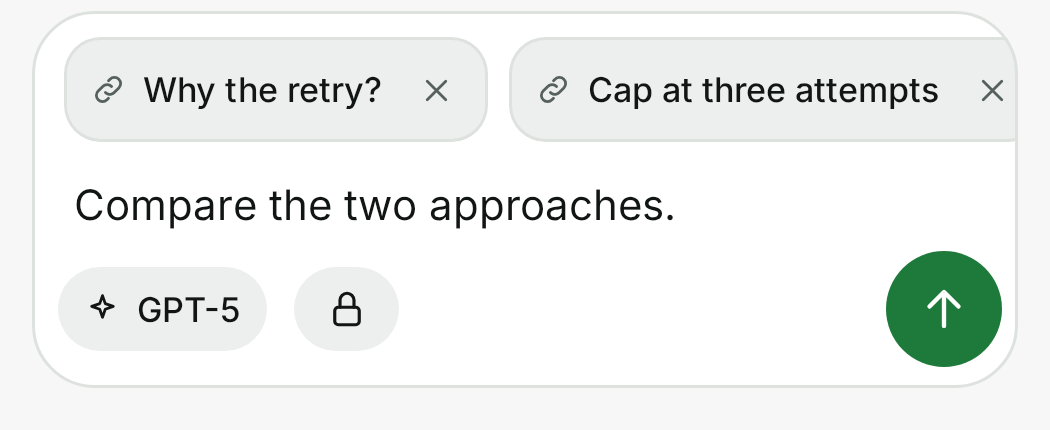 Why the retry?
Cap at three attempts
Compare the two approaches.
GPT-5